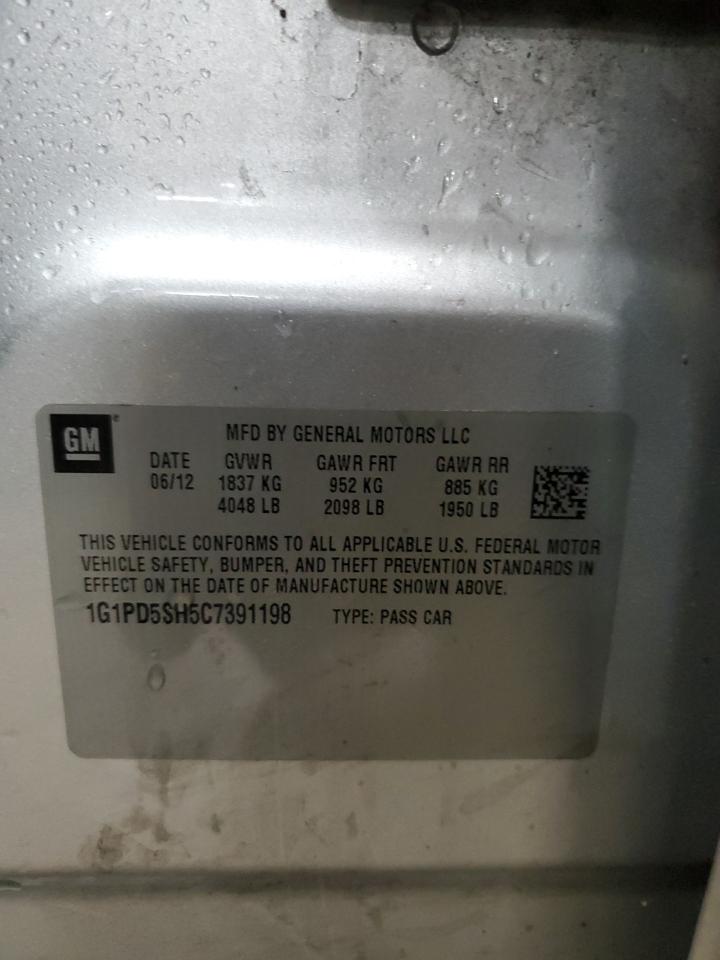 GM
MFD BY GENERAL MOTORS LLC
DATE GVWR GAWR FRT GAWR RR
06/12 1837 KG 952 KG 885 KG
4048 LB 2098 LB 1950 LB
THIS VEHICLE CONFORMS TO ALL APPLICABLE U.S. FEDERAL MOTOR
VEHICLE SAFETY, BUMPER, AND THEFT PREVENTION STANDARDS IN
EFFECT ON THE DATE OF MANUFACTURE SHOWN ABOVE.
1G1PD5SH5C7391198 TYPE: PASS CAR